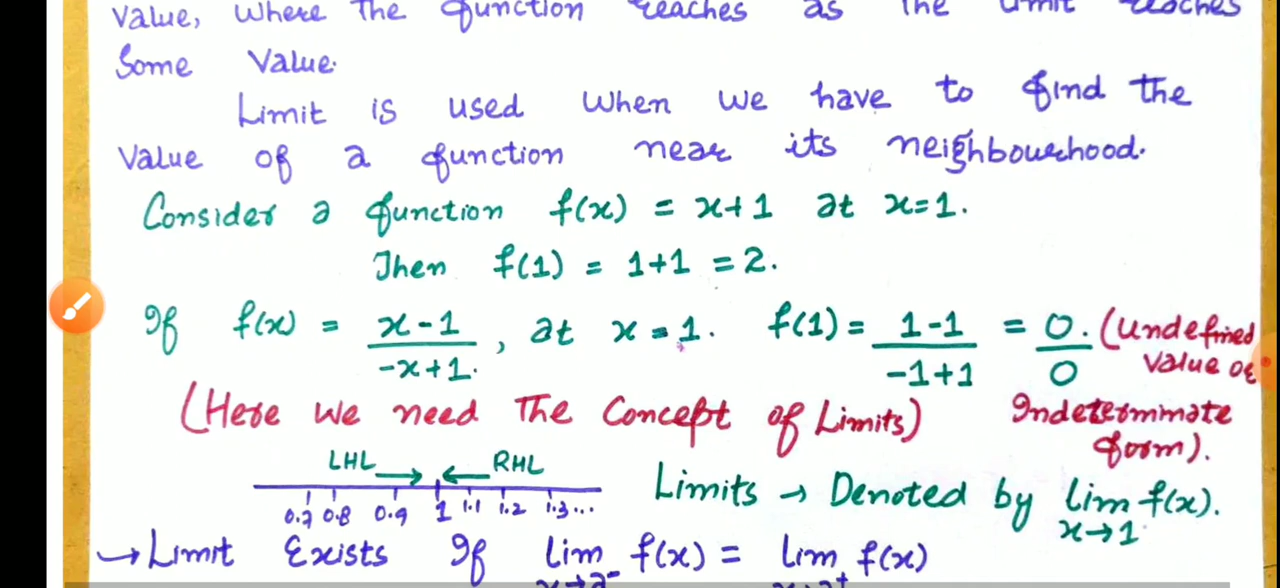 value, where the function reaches as the limit reaches
Some Value.
Limit is used when we have to find the
Value of a function near its neighbourhood.
Consider a function f(x) = x+1 at x=1.
Then f(1) = 1+1 = 2.
If f(x) = x-1/-x+1, at x=1. f(1) = 1-1/-1+1 = 0/0. (Undefined
Value or
Indeterminate
form).
(Here we need The Concept of Limits)
LHL → ← RHL
0.7 0.8 0.9 1 1.1 1.2 1.3...
Limits → Denoted by lim x→1 f(x).
→ Limit Exists If lim x→a⁻ f(x) = lim x→a⁺ f(x)